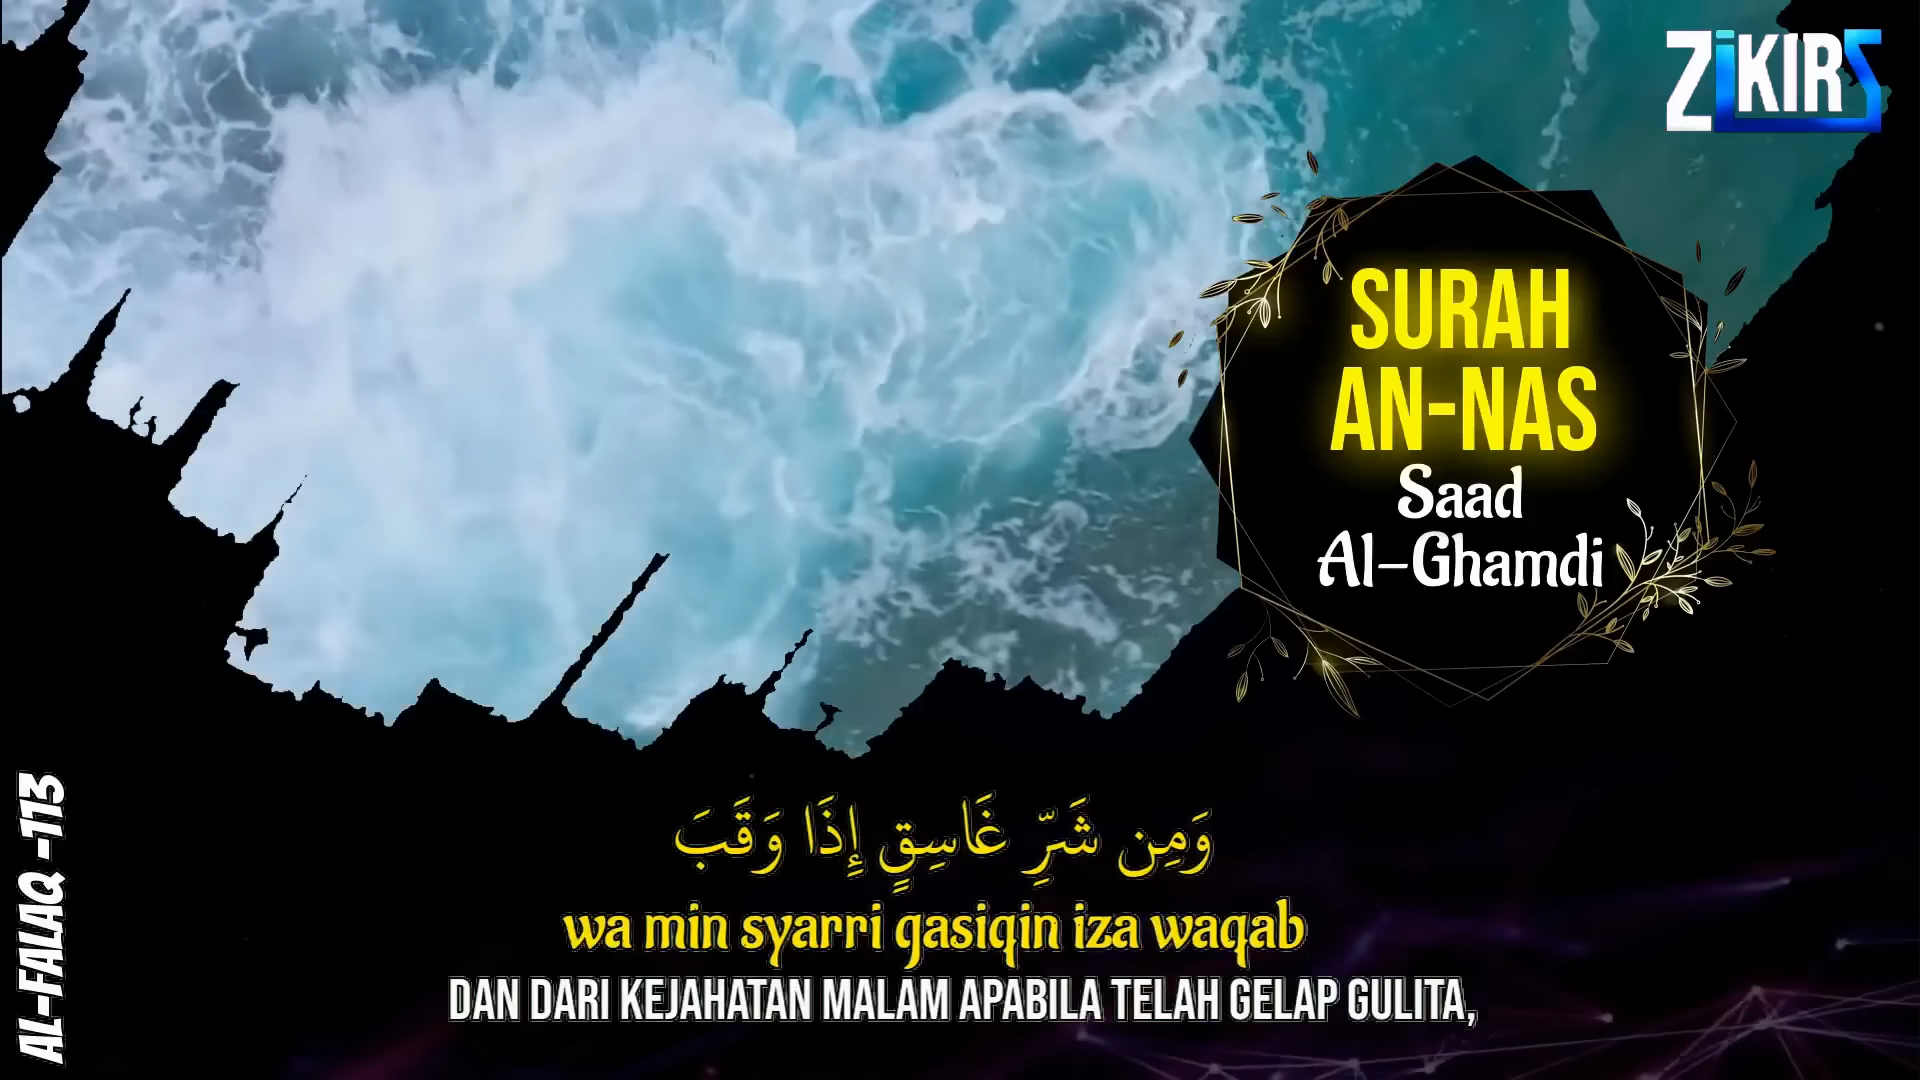 ZiKIRS
SURAH
AN-NAS
Saad
Al-Ghamdi
وَمِن شَرِّ غَاسِقٍ إِذَا وَقَبَ
wa min syarri gasiqin iza waqab
DAN DARI KEJAHATAN MALAM APABILA TELAH GELAP GULITA,
AL-FALAQ -113